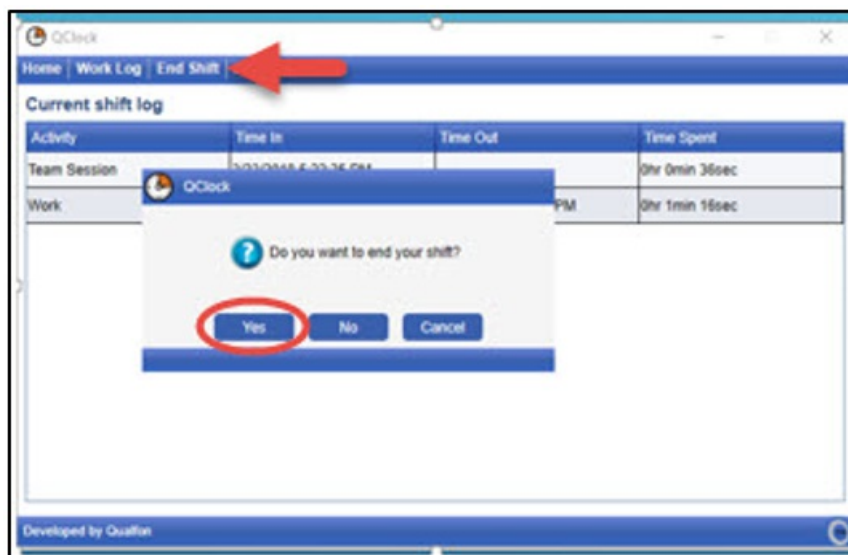 QClock
Home Work Log End Shift
Current shift log
Activity Time In Time Out Time Spent
Team Session 0hr 0min 36sec
QClock
Work PM 0hr 1min 16sec
Do you want to end your shift?
Yes No Cancel
Developed by Qualfon